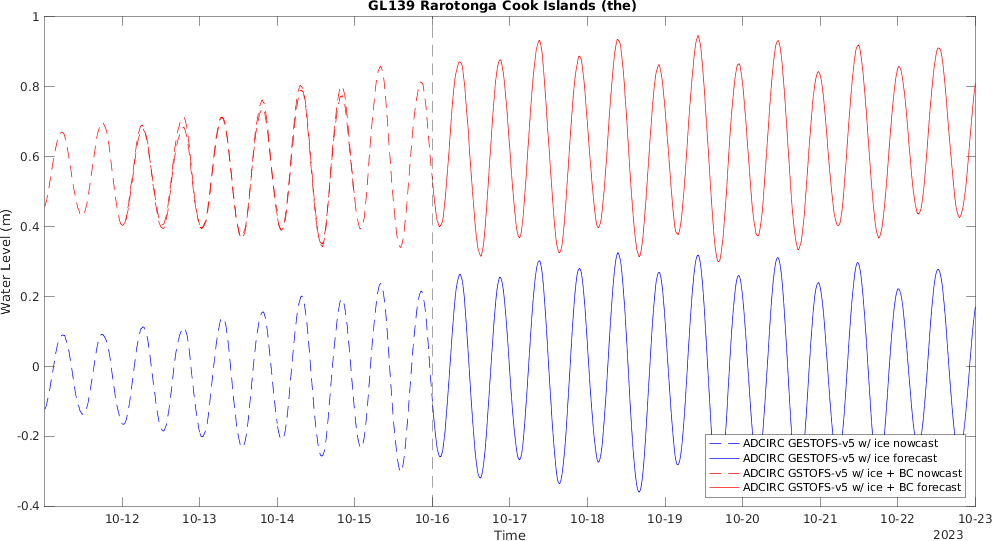 GL139 Rarotonga Cook Islands (the)
1
0.8
0.6
0.4
0.2
0
-0.2
-0.4
Water Level (m)
ADCIRC GESTOFS-v5 w/ ice nowcast
ADCIRC GESTOFS-v5 w/ ice forecast
ADCIRC GSTOFS-v5 w/ ice + BC nowcast
ADCIRC GSTOFS-v5 w/ ice + BC forecast
10-12 10-13 10-14 10-15 10-16 10-17 10-18 10-19 10-20 10-21 10-22 10-23
Time
2023